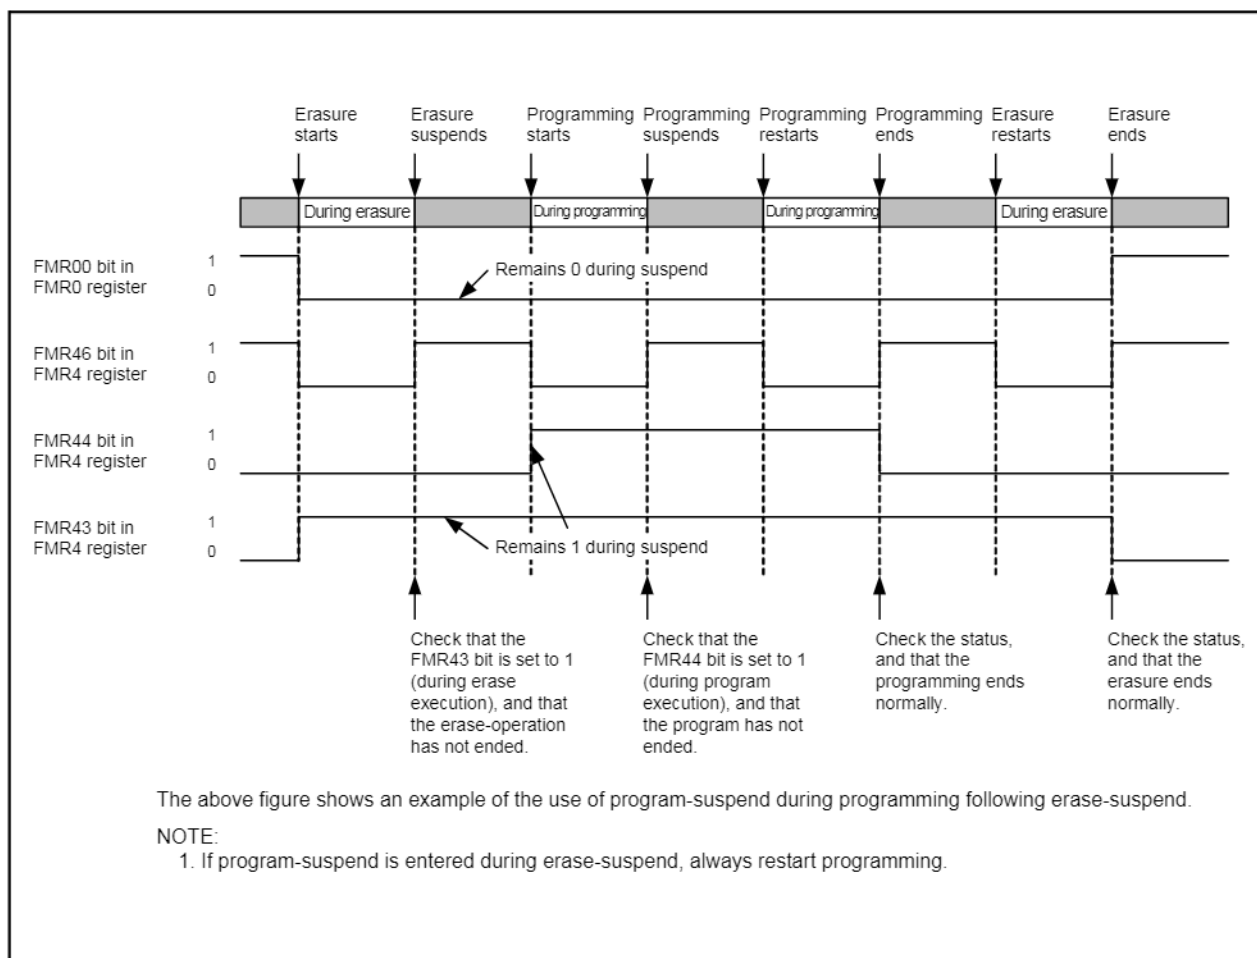 Erasure starts
Erasure suspends
Programming starts
Programming suspends
Programming restarts
Programming ends
Erasure restarts
Erasure ends
During erasure
During programming
During programming
During erasure
FMR00 bit in
FMR0 register
1
0
Remains 0 during suspend
FMR46 bit in
FMR4 register
1
0
FMR44 bit in
FMR4 register
1
0
FMR43 bit in
FMR4 register
1
0
Remains 1 during suspend
Check that the
FMR43 bit is set to 1
(during erase
execution), and that
the erase-operation
has not ended.
Check that the
FMR44 bit is set to 1
(during program
execution), and that
the program has not
ended.
Check the status,
and that the
programming ends
normally.
Check the status,
and that the
erasure ends
normally.
The above figure shows an example of the use of program-suspend during programming following erase-suspend.
NOTE:
1. If program-suspend is entered during erase-suspend, always restart programming.